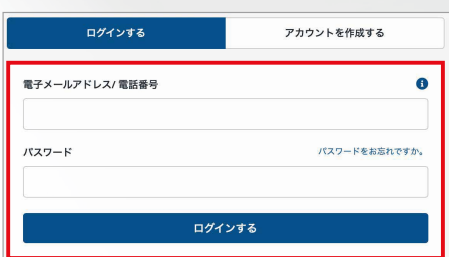 ログインする
アカウントを作成する
電子メールアドレス/ 電話番号
パスワード
パスワードをお忘れですか。
ログインする